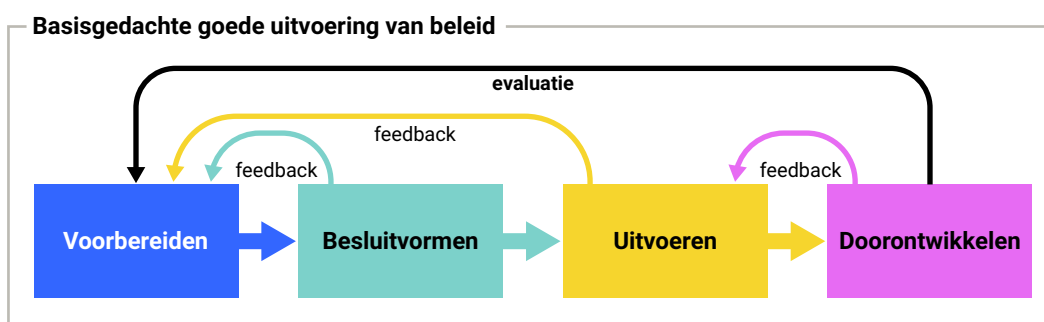 Basisgedachte goede uitvoering van beleid
evaluatie
feedback
feedback
feedback
Voorbereiden
Besluitvormen
Uitvoeren
Doorontwikkelen